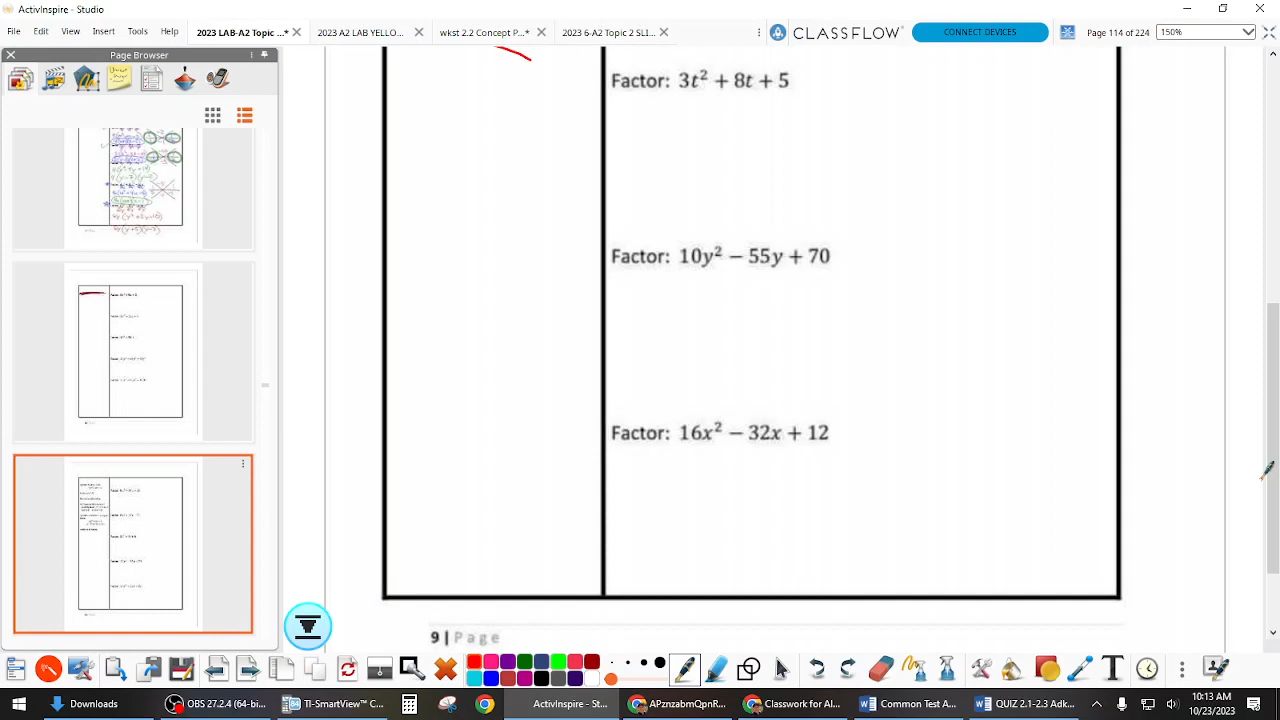 ActivInspire - Studio
File Edit View Insert Tools Help
2023 LAB-A2 Topic ...*
2023 A2 LTF ELLO...
wkst 2.2 Concept P...*
2023 6-A2 Topic 2 SLI...
CLASSFLOW
CONNECT DEVICES
Page 114 of 224
150%
Page Browser
Factor: 3t² + 8t + 5
Factor: 10y² − 55y + 70
Factor: 16x² − 32x + 12
9 | Page
Downloads
OBS 27.2.4 (64-bi...
TI-SmartView™ C...
ActivInspire - St...
APznzabmQnR...
Classwork for Al...
Common Test A...
QUIZ 2.1-2.3 Adk...
10:13 AM
10/23/2023